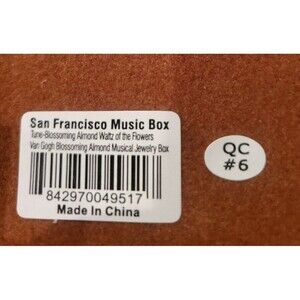 San Francisco Music Box
Tune-Blossoming Almond Waltz of the Flowers
Van Gogh Blossoming Almond Musical Jewelry Box
842970049517
Made In China
QC
#6